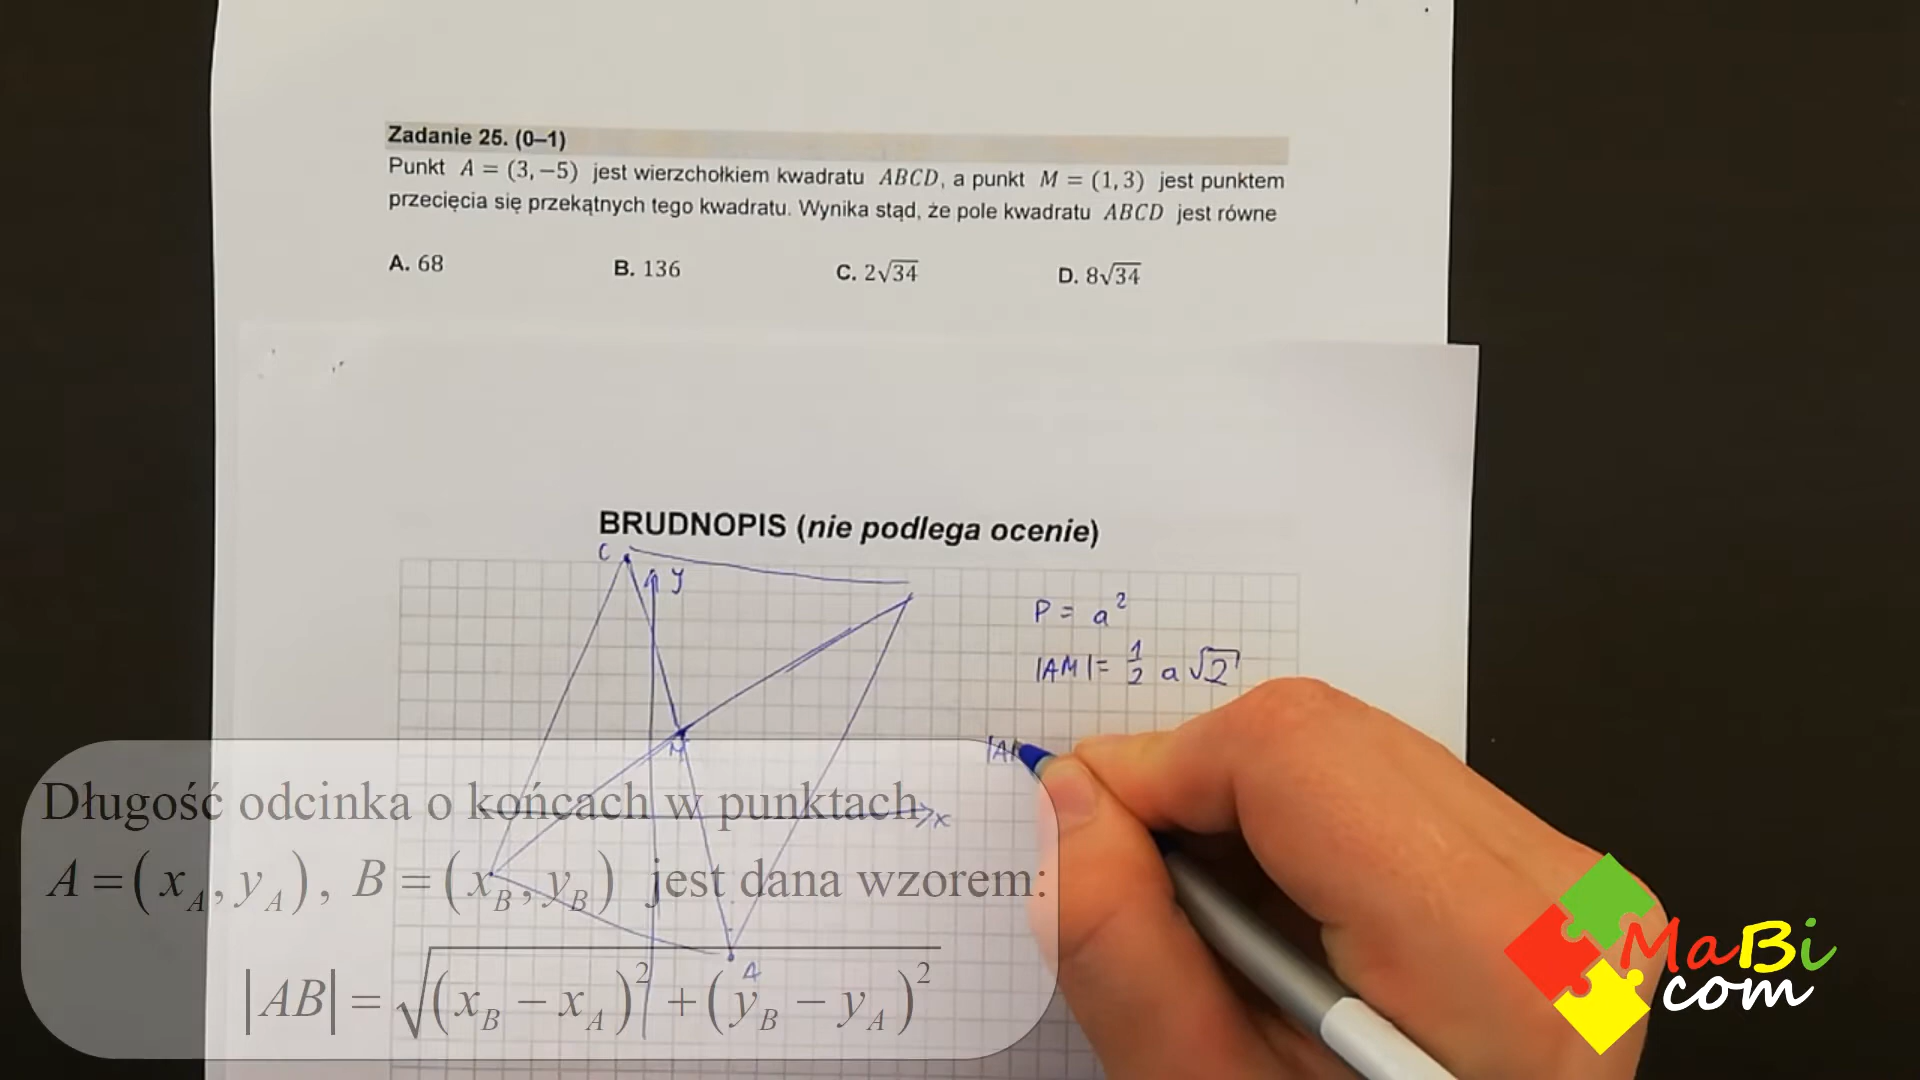 Zadanie 25. (0–1)
Punkt A = (3, −5) jest wierzchołkiem kwadratu ABCD, a punkt M = (1, 3) jest punktem
przecięcia się przekątnych tego kwadratu. Wynika stąd, że pole kwadratu ABCD jest równe
A. 68 B. 136 C. 2√34 D. 8√34
BRUDNOPIS (nie podlega ocenie)
C
y
P = a²
|AM| = 1/2 a √2
M
|A
x
A
Długość odcinka o końcach w punktach
A = (x_A, y_A), B = (x_B, y_B) jest dana wzorem:
|AB| = √((x_B − x_A)² + (y_B − y_A)²)
MaBi
com